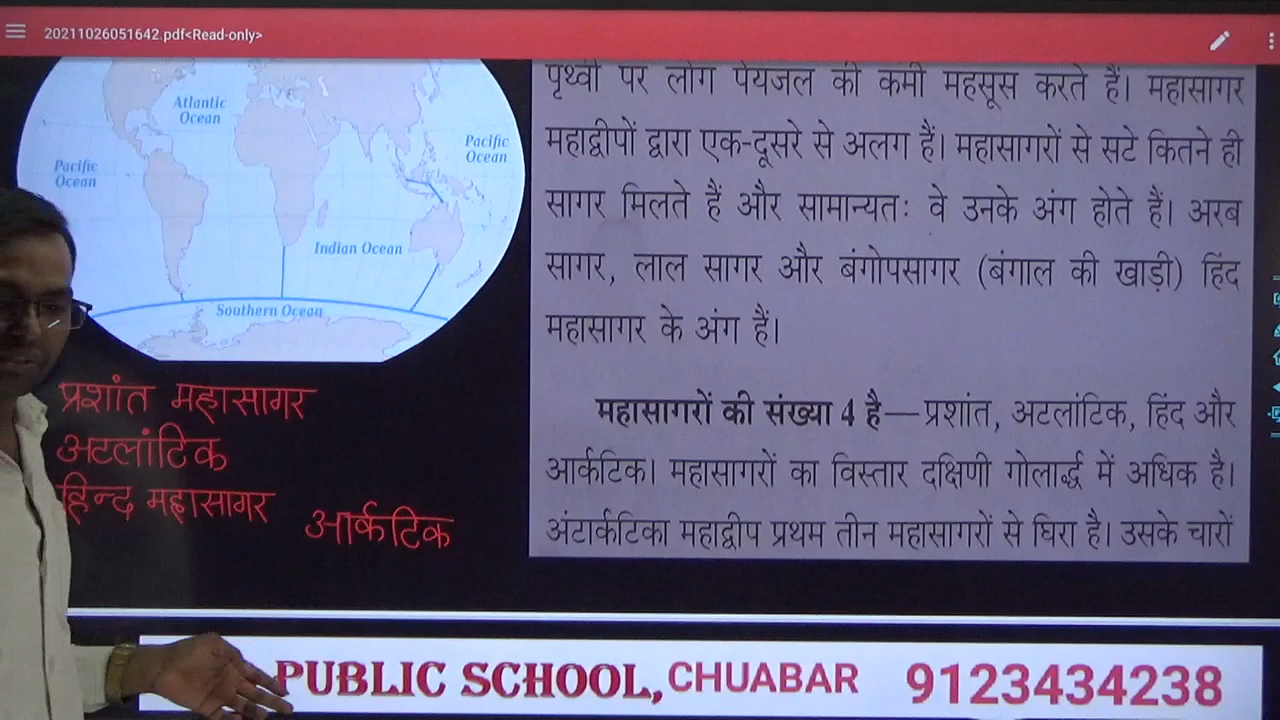 20211026051642.pdf<Read-only>
Atlantic
Ocean
Pacific
Ocean
Pacific
Ocean
Indian Ocean
Southern Ocean
प्रशांत महासागर
अटलांटिक
हिन्द महासागर
आर्कटिक
पृथ्वी पर लोग पेयजल की कमी महसूस करते हैं। महासागर
महाद्वीपों द्वारा एक-दूसरे से अलग हैं। महासागरों से सटे कितने ही
सागर मिलते हैं और सामान्यतः वे उनके अंग होते हैं। अरब
सागर, लाल सागर और बंगोपसागर (बंगाल की खाड़ी) हिंद
महासागर के अंग हैं।
महासागरों की संख्या 4 है—प्रशांत, अटलांटिक, हिंद और
आर्कटिक। महासागरों का विस्तार दक्षिणी गोलार्द्ध में अधिक है।
अंटार्कटिका महाद्वीप प्रथम तीन महासागरों से घिरा है। उसके चारों
PUBLIC SCHOOL, CHUABAR 9123434238